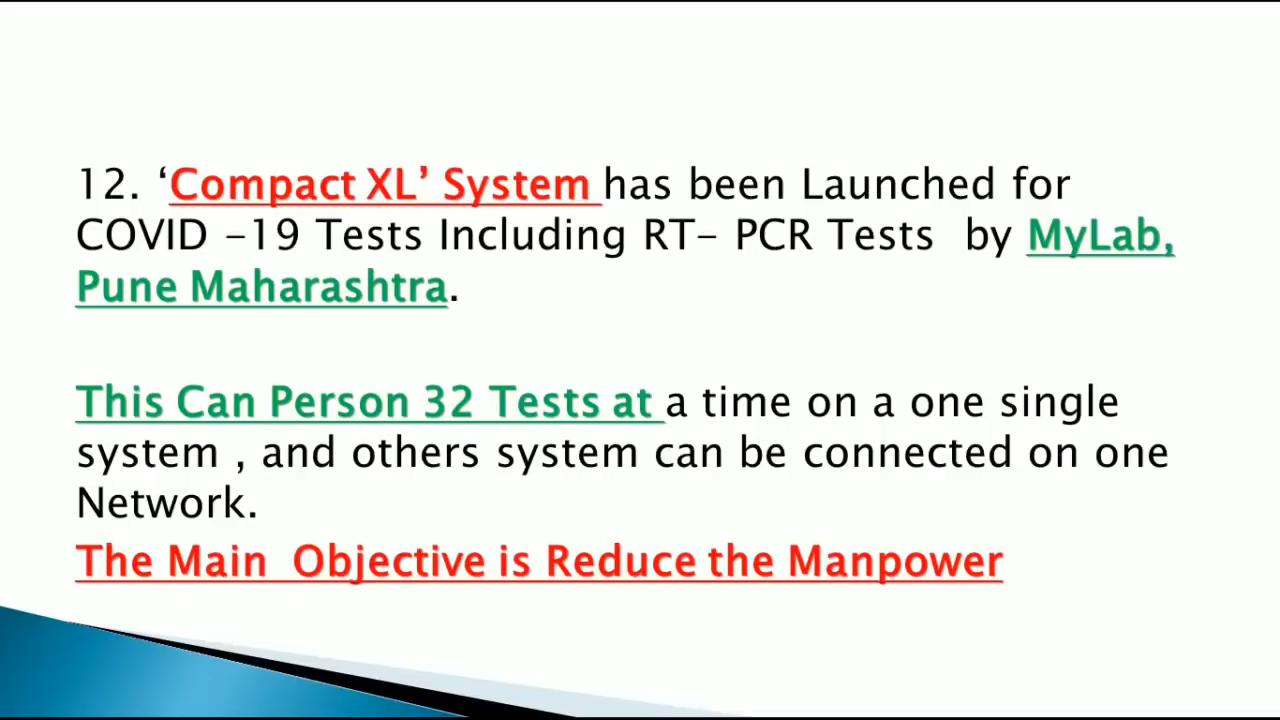 12. ‘Compact XL’ System has been Launched for
COVID -19 Tests Including RT- PCR Tests by MyLab,
Pune Maharashtra.
This Can Person 32 Tests at a time on a one single
system , and others system can be connected on one
Network.
The Main Objective is Reduce the Manpower